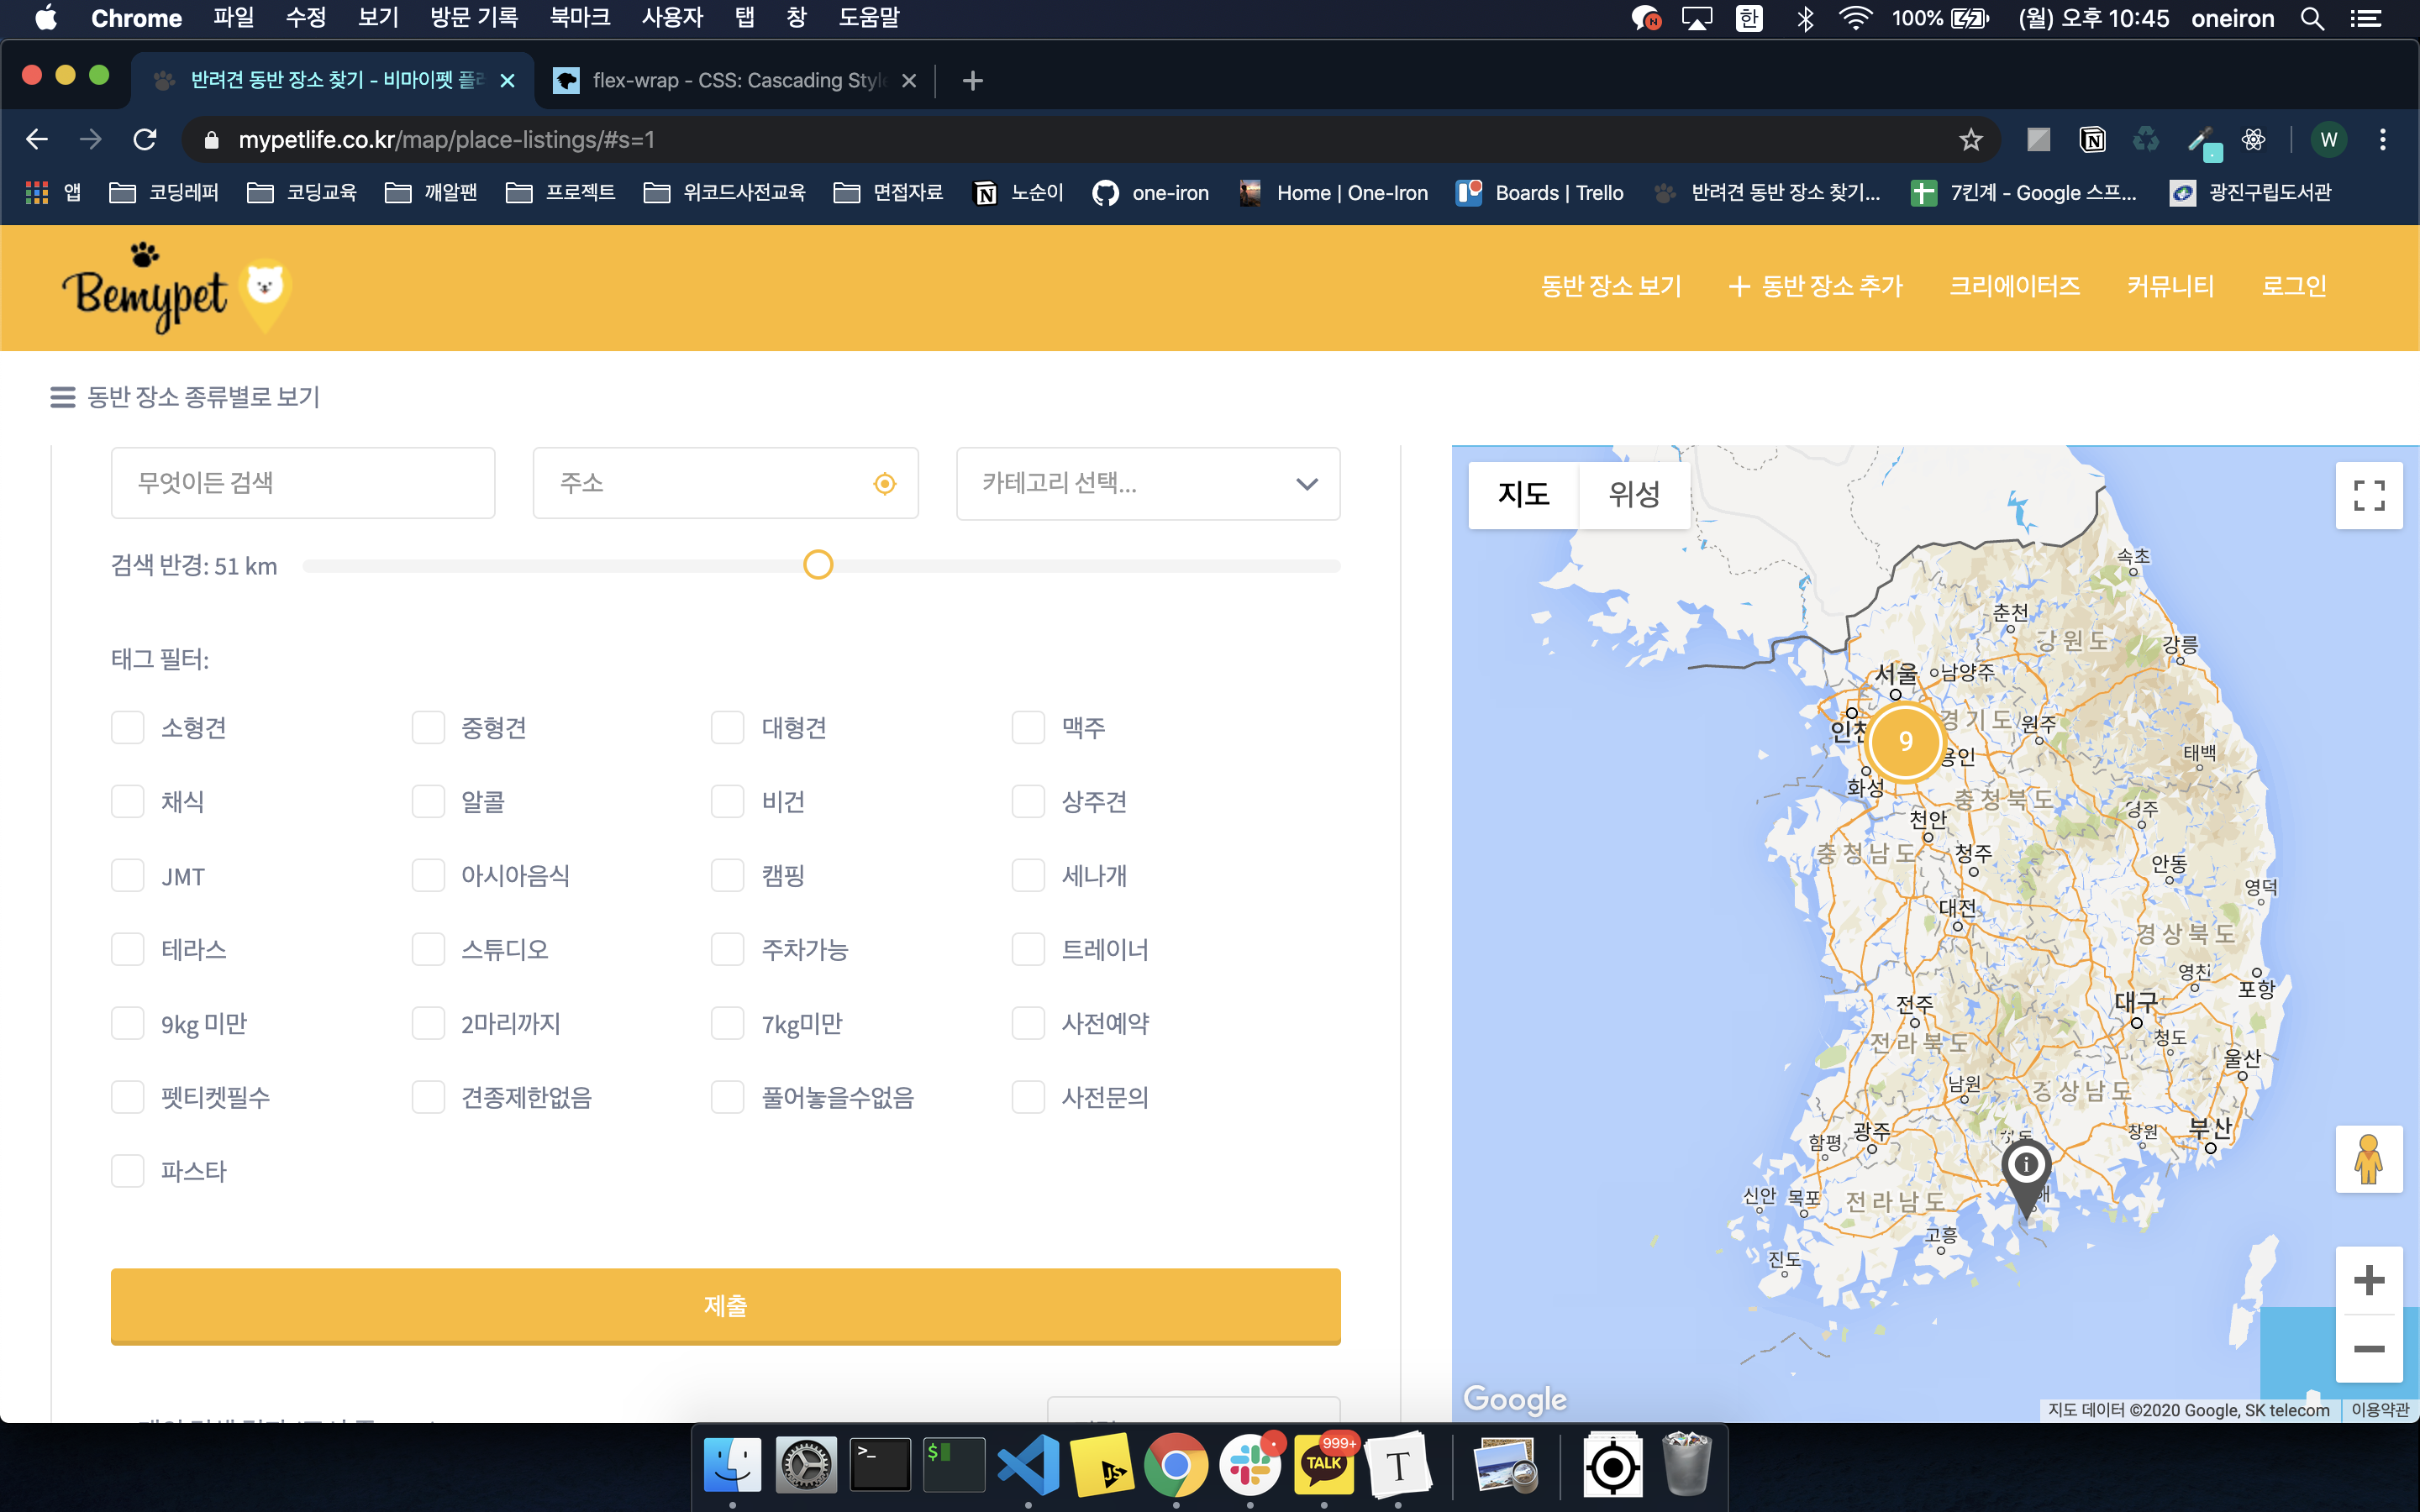 Chrome 파일 수정 보기 방문 기록 북마크 사용자 탭 창 도움말 한 100% (월) 오후 10:45 oneiron
반려견 동반 장소 찾기 - 비마이펫 플 flex-wrap - CSS: Cascading Style
mypetlife.co.kr/map/place-listings/#s=1 W
앱 코딩레퍼 코딩교육 깨알팬 프로젝트 위코드사전교육 면접자료 노순이 one-iron Home | One-Iron Boards | Trello 반려견 동반 장소 찾기... 7킨계 - Google 스프... 광진구립도서관
Bemypet 동반 장소 보기 + 동반 장소 추가 크리에이터즈 커뮤니티 로그인
동반 장소 종류별로 보기
무엇이든 검색 주소 카테고리 선택...
검색 반경: 51 km
태그 필터:
소형견 중형견 대형견 맥주
채식 알콜 비건 상주견
JMT 아시아음식 캠핑 세나개
테라스 스튜디오 주차가능 트레이너
9kg 미만 2마리까지 7kg미만 사전예약
펫티켓필수 견종제한없음 풀어놓을수없음 사전문의
파스타
제출
지도 위성
속초
춘천
강원도
강릉
서울 남양주
경기도 원주
인천
9
용인
태백
화성
충청북도
영주
천안
충청남도 청주
안동
영덕
대전
경상북도
영천
포항
전주
대구
청도
전라북도
울산
남원
경상남도
광주
함평
창원
부산
신안 목포
전라남도
고흥
진도
Google
지도 데이터 ©2020 Google, SK telecom 이용약관
>_
$
JS
999+
TALK
T